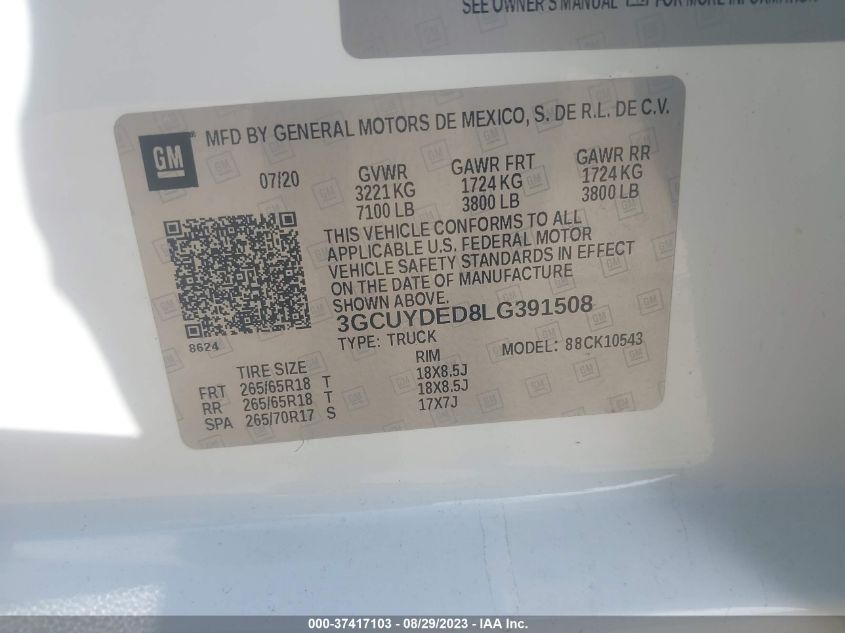 SEE OWNER'S MANUAL FOR MORE INFORMATION
GM
MFD BY GENERAL MOTORS DE MEXICO, S. DE R.L. DE C.V.
07/20 GVWR GAWR FRT GAWR RR
3221 KG 1724 KG 1724 KG
7100 LB 3800 LB 3800 LB
THIS VEHICLE CONFORMS TO ALL
APPLICABLE U.S. FEDERAL MOTOR
VEHICLE SAFETY STANDARDS IN EFFECT
ON THE DATE OF MANUFACTURE
SHOWN ABOVE.
3GCUYDED8LG391508
8624
TYPE: TRUCK MODEL: 88CK10543
TIRE SIZE RIM
FRT 265/65R18 T 18X8.5J
RR 265/65R18 T 18X8.5J
SPA 265/70R17 S 17X7J
000-37417103 - 08/29/2023 - IAA Inc.